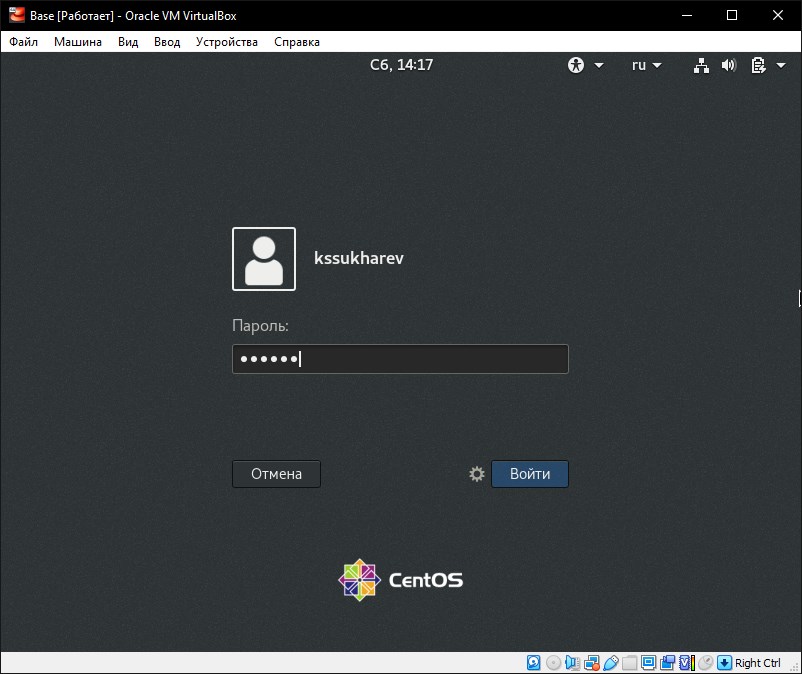 Base [Работает] - Oracle VM VirtualBox
Файл Машина Вид Ввод Устройства Справка
Сб, 14:17 ru
kssukharev
Пароль:
Отмена Войти
CentOS
Right Ctrl